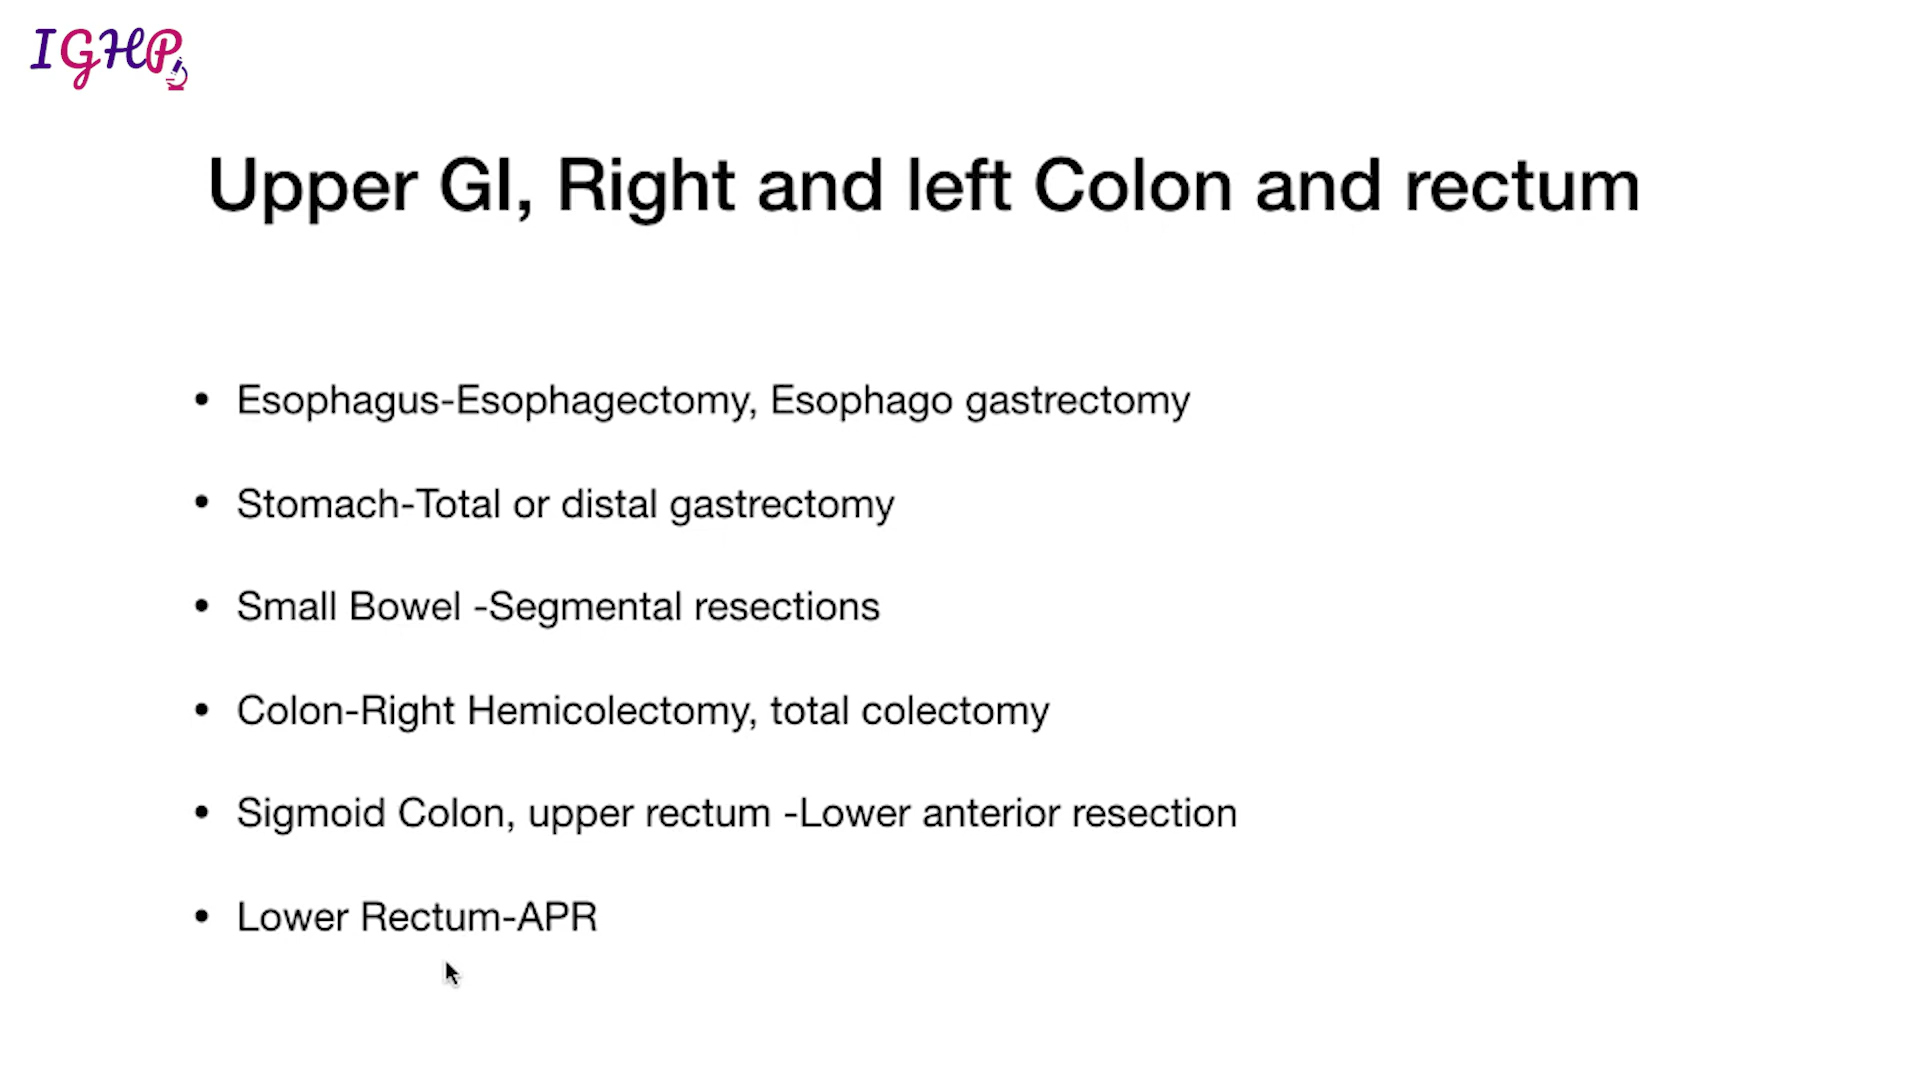 IGHP
Upper GI, Right and left Colon and rectum
• Esophagus-Esophagectomy, Esophago gastrectomy
• Stomach-Total or distal gastrectomy
• Small Bowel -Segmental resections
• Colon-Right Hemicolectomy, total colectomy
• Sigmoid Colon, upper rectum -Lower anterior resection
• Lower Rectum-APR